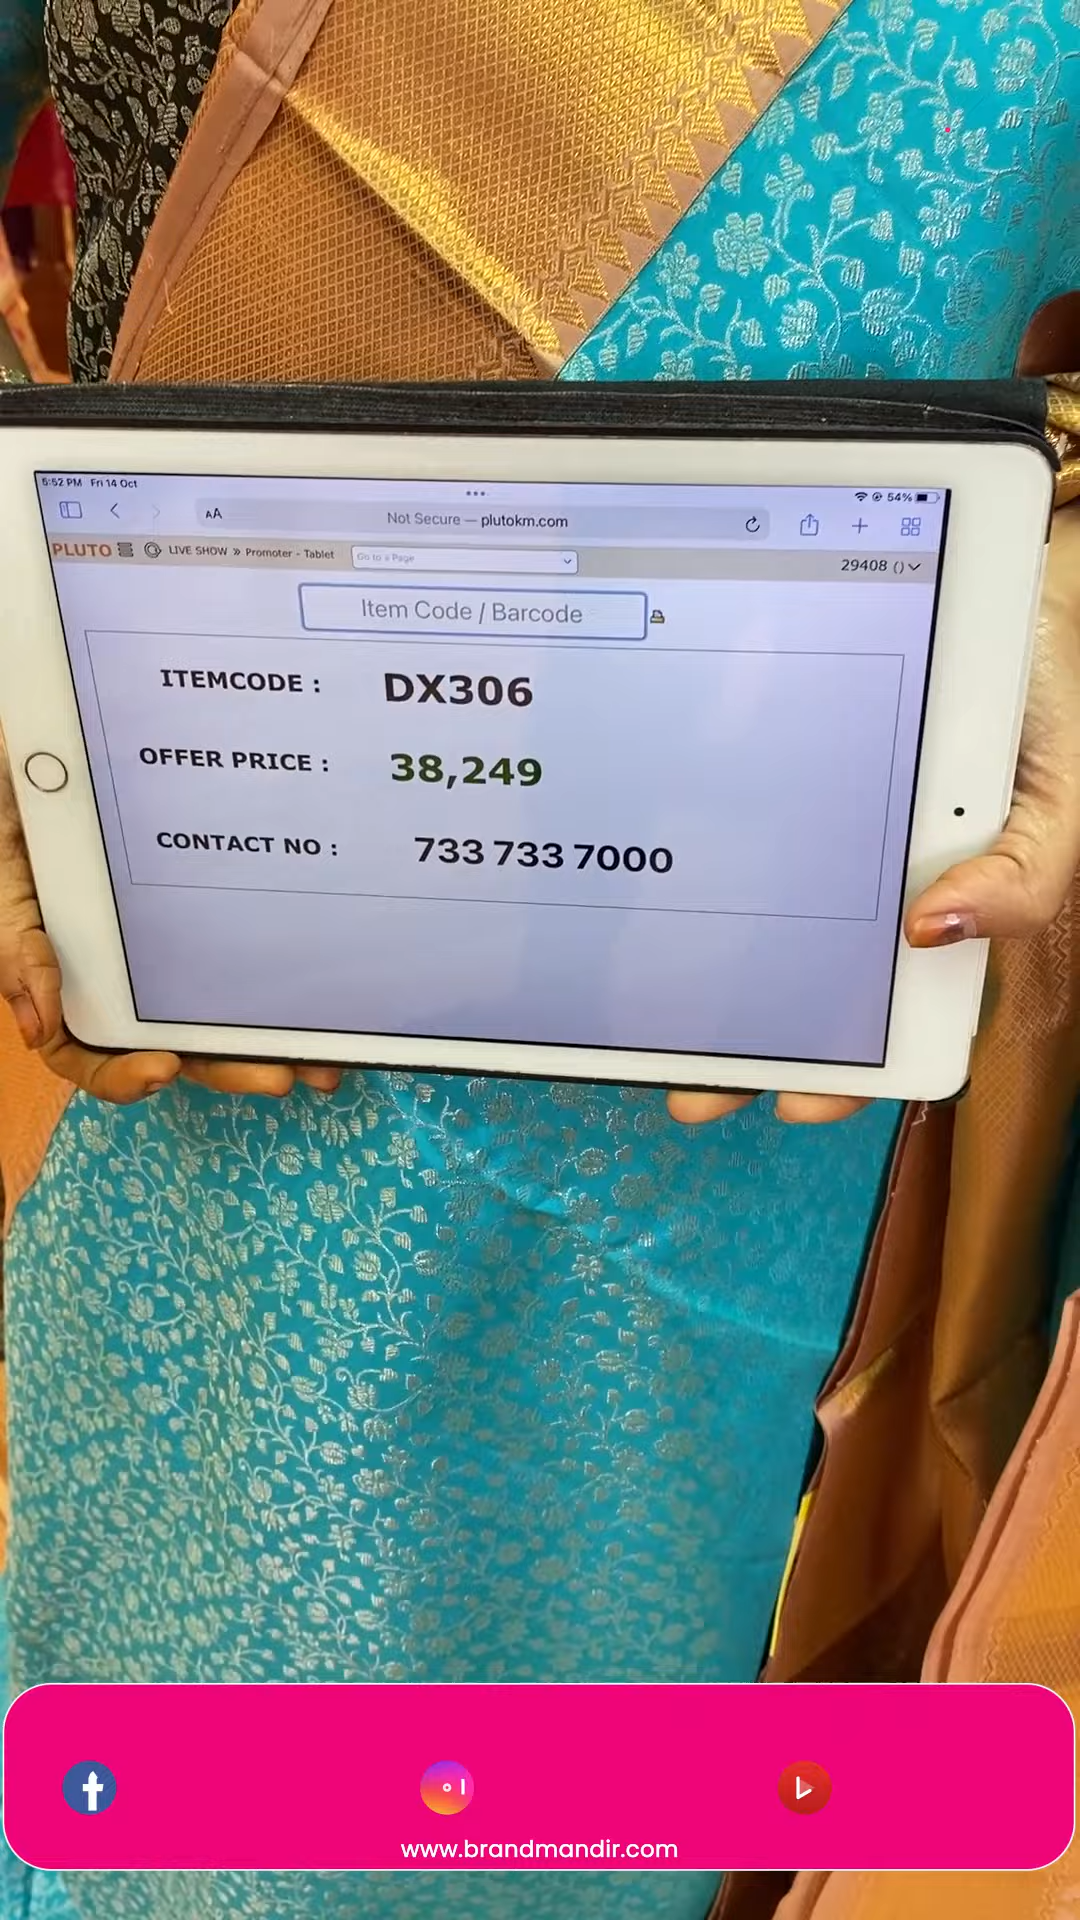 5:52 PM Fri 14 Oct
54%
AA
Not Secure — plutokm.com
PLUTO LIVE SHOW » Promoter - Tablet
Go to a Page
29408 ()
Item Code / Barcode
ITEMCODE : DX306
OFFER PRICE : 38,249
CONTACT NO : 733 733 7000
www.brandmandir.com